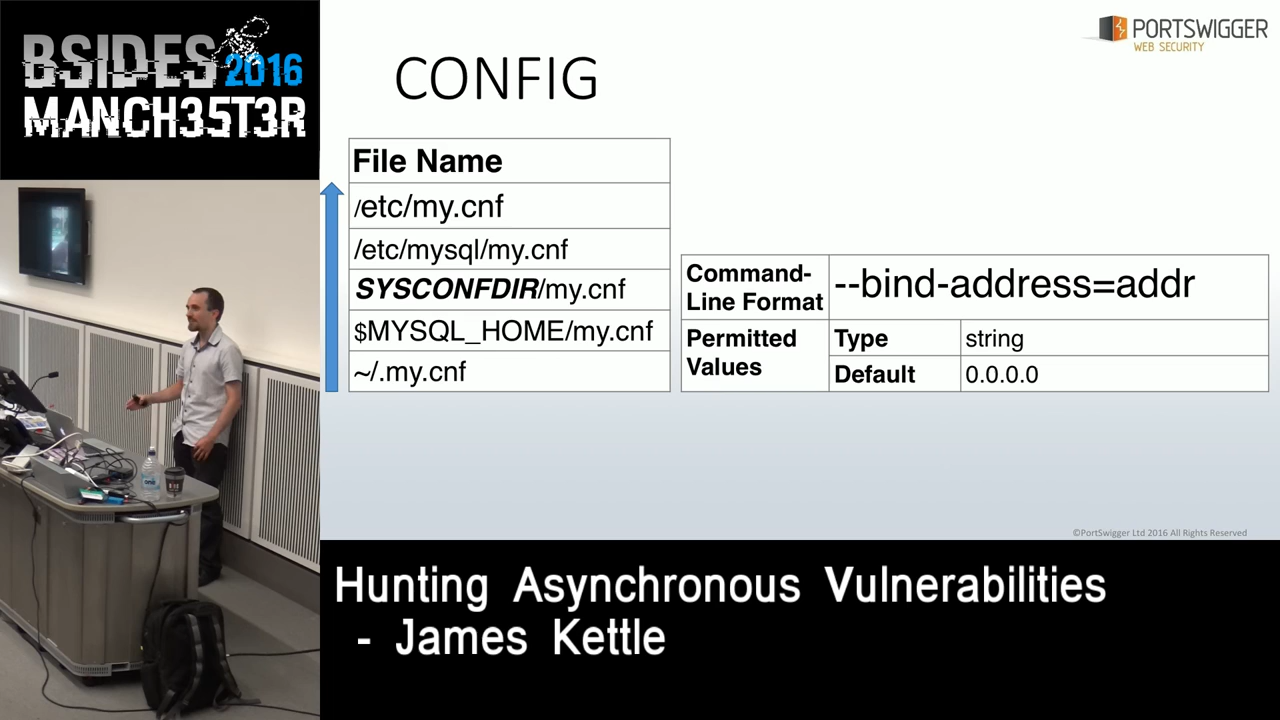 BSIDES 2016
MANCH35T3R
PORTSWIGGER
WEB SECURITY
CONFIG
File Name
/etc/my.cnf
/etc/mysql/my.cnf
SYSCONFDIR/my.cnf
$MYSQL_HOME/my.cnf
~/.my.cnf
Command-
Line Format
--bind-address=addr
Permitted
Values
Type
string
Default
0.0.0.0
©PortSwigger Ltd 2016 All Rights Reserved
Hunting Asynchronous Vulnerabilities
- James Kettle